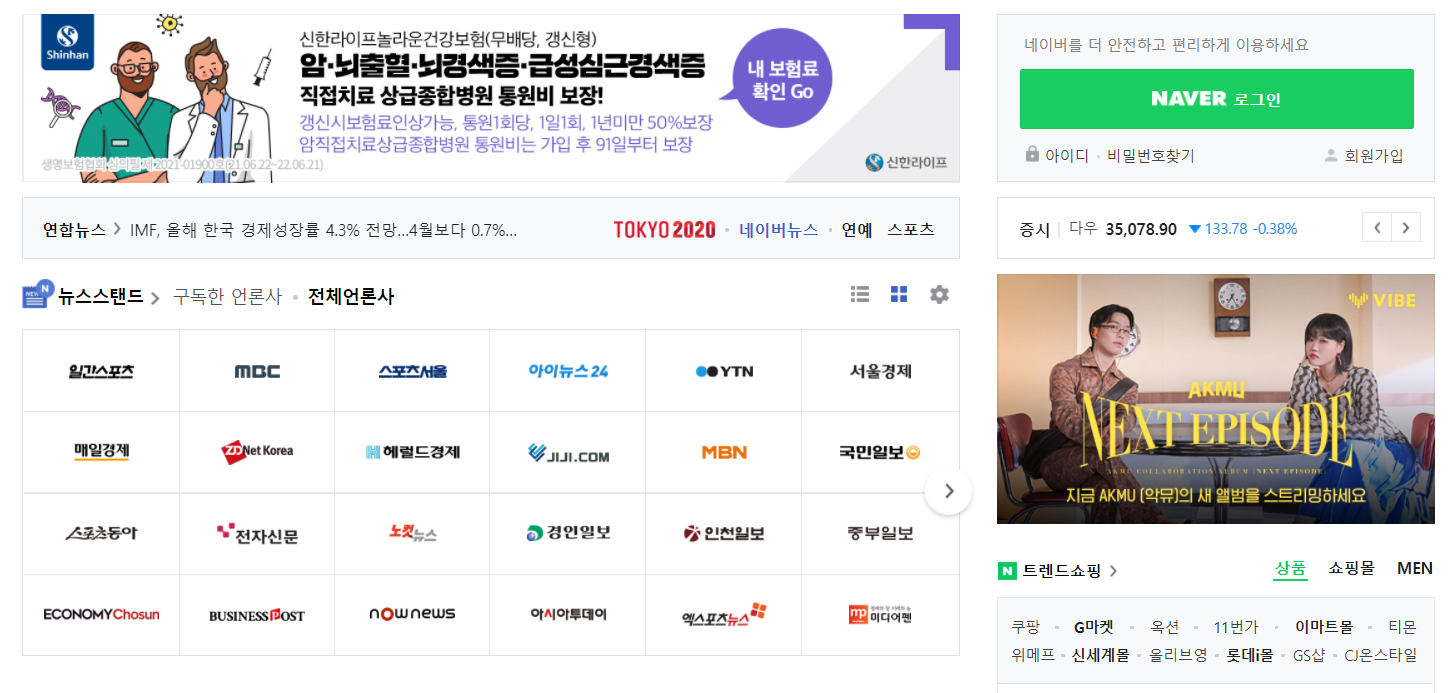 Shinhan
신한라이프놀라운건강보험(무배당, 갱신형)
암·뇌출혈·뇌경색증·급성심근경색증
직접치료 상급종합병원 통원비 보장!
갱신시보험료인상가능, 통원1회당, 1일1회, 1년미만 50%보장
암직접치료상급종합병원 통원비는 가입 후 91일부터 보장
내 보험료
확인 Go
생명보험협회 심의필 제2021-01900호(21.06.22~22.06.21)
신한라이프
네이버를 더 안전하고 편리하게 이용하세요
NAVER 로그인
아이디 · 비밀번호찾기 회원가입
연합뉴스 > IMF, 올해 한국 경제성장률 4.3% 전망…4월보다 0.7%...
TOKYO 2020 · 네이버뉴스 · 연예 스포츠
증시 | 다우 35,078.90 ▼ 133.78 -0.38% < >
NEW N 뉴스스탠드 > 구독한 언론사 · 전체언론사
일간스포츠 MBC 스포츠서울 아이뉴스24 YTN 서울경제
매일경제 ZDNet Korea 헤럴드경제 JIJI.COM MBN 국민일보
스포츠동아 전자신문 노컷뉴스 경인일보 인천일보 중부일보
ECONOMYChosun BUSINESSPOST nownews 아시아투데이 엑스포츠뉴스 mp 미디어펜
VIBE
AKMU
NEXT EPISODE
AKMU COLLABORATION ALBUM [NEXT EPISODE]
지금 AKMU (악뮤)의 새 앨범을 스트리밍하세요
N 트렌드쇼핑 > 상품 쇼핑몰 MEN
쿠팡 · G마켓 · 옥션 · 11번가 · 이마트몰 · 티몬
위메프 · 신세계몰 · 올리브영 · 롯데i몰 · GS샵 · CJ온스타일